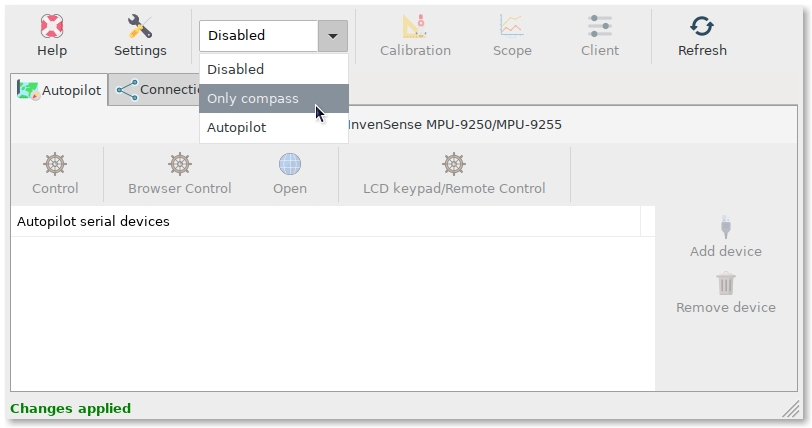 Help
Settings
Disabled
Calibration
Scope
Client
Refresh
Disabled
Only compass
Autopilot
Autopilot
Connecti
InvenSense MPU-9250/MPU-9255
Control
Browser Control
Open
LCD keypad/Remote Control
Autopilot serial devices
Add device
Remove device
Changes applied